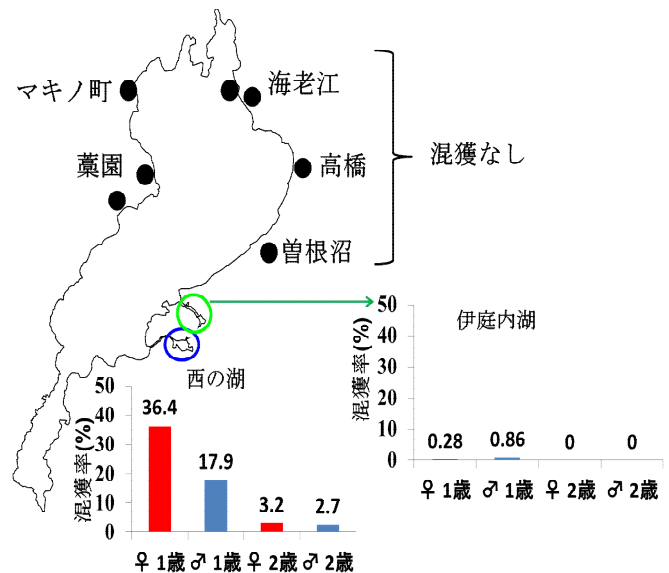 マキノ町
海老江
藁園
高橋
混獲なし
曽根沼
西の湖
混獲率(%)
50
40
30
20
10
0
36.4
17.9
3.2
2.7
♀ 1歳 ♂ 1歳 ♀ 2歳 ♂ 2歳
伊庭内湖
混獲率(%)
50
40
30
20
10
0
0.28
0.86
0
0
♀ 1歳 ♂ 1歳 ♀ 2歳 ♂ 2歳